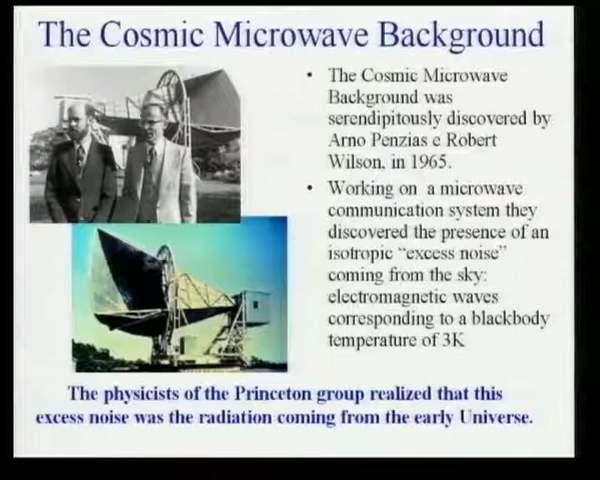 The Cosmic Microwave Background
• The Cosmic Microwave
Background was
serendipitously discovered by
Arno Penzias e Robert
Wilson, in 1965.
• Working on a microwave
communication system they
discovered the presence of an
isotropic “excess noise”
coming from the sky:
electromagnetic waves
corresponding to a blackbody
temperature of 3K
The physicists of the Princeton group realized that this
excess noise was the radiation coming from the early Universe.